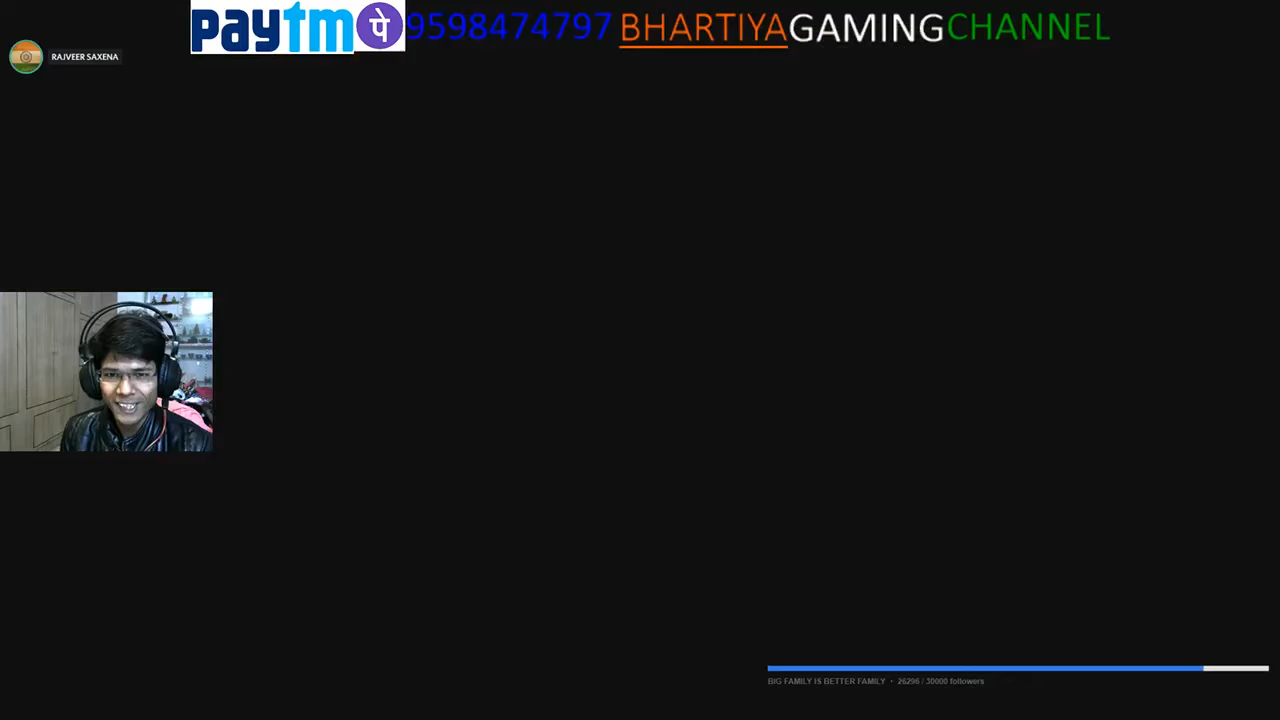 paytm पे 9598474797 BHARTIYAGAMINGCHANNEL
RAJVEER SAXENA
BIG FAMILY IS BETTER FAMILY · 26296 / 30000 followers